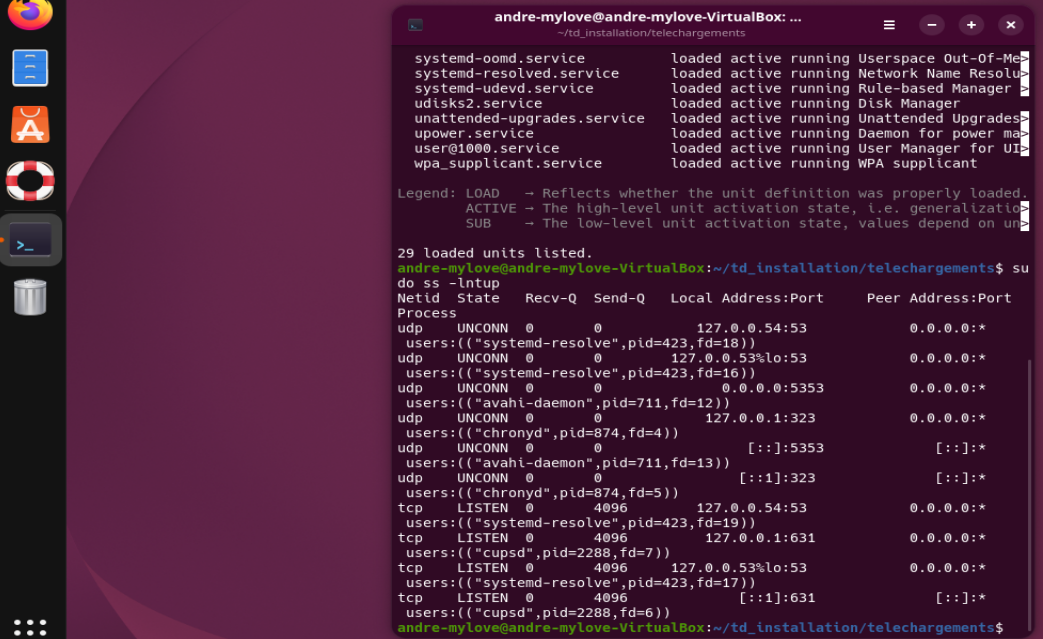 andre-mylove@andre-mylove-VirtualBox: ...
~/td_installation/telechargements
systemd-oomd.service loaded active running Userspace Out-Of-Me>
systemd-resolved.service loaded active running Network Name Resolu>
systemd-udevd.service loaded active running Rule-based Manager >
udisks2.service loaded active running Disk Manager
unattended-upgrades.service loaded active running Unattended Upgrades>
upower.service loaded active running Daemon for power ma>
user@1000.service loaded active running User Manager for UI>
wpa_supplicant.service loaded active running WPA supplicant
Legend: LOAD → Reflects whether the unit definition was properly loaded.
ACTIVE → The high-level unit activation state, i.e. generalizatio>
SUB → The low-level unit activation state, values depend on un>
29 loaded units listed.
andre-mylove@andre-mylove-VirtualBox:~/td_installation/telechargements$ su
do ss -lntup
Netid State Recv-Q Send-Q Local Address:Port Peer Address:Port
Process
udp UNCONN 0 0 127.0.0.54:53 0.0.0.0:*
users:(("systemd-resolve",pid=423,fd=18))
udp UNCONN 0 0 127.0.0.53%lo:53 0.0.0.0:*
users:(("systemd-resolve",pid=423,fd=16))
udp UNCONN 0 0 0.0.0.0:5353 0.0.0.0:*
users:(("avahi-daemon",pid=711,fd=12))
udp UNCONN 0 0 127.0.0.1:323 0.0.0.0:*
users:(("chronyd",pid=874,fd=4))
udp UNCONN 0 0 [::]:5353 [::]:*
users:(("avahi-daemon",pid=711,fd=13))
udp UNCONN 0 0 [::1]:323 [::]:*
users:(("chronyd",pid=874,fd=5))
tcp LISTEN 0 4096 127.0.0.54:53 0.0.0.0:*
users:(("systemd-resolve",pid=423,fd=19))
tcp LISTEN 0 4096 127.0.0.1:631 0.0.0.0:*
users:(("cupsd",pid=2288,fd=7))
tcp LISTEN 0 4096 127.0.0.53%lo:53 0.0.0.0:*
users:(("systemd-resolve",pid=423,fd=17))
tcp LISTEN 0 4096 [::1]:631 [::]:*
users:(("cupsd",pid=2288,fd=6))
andre-mylove@andre-mylove-VirtualBox:~/td_installation/telechargements$